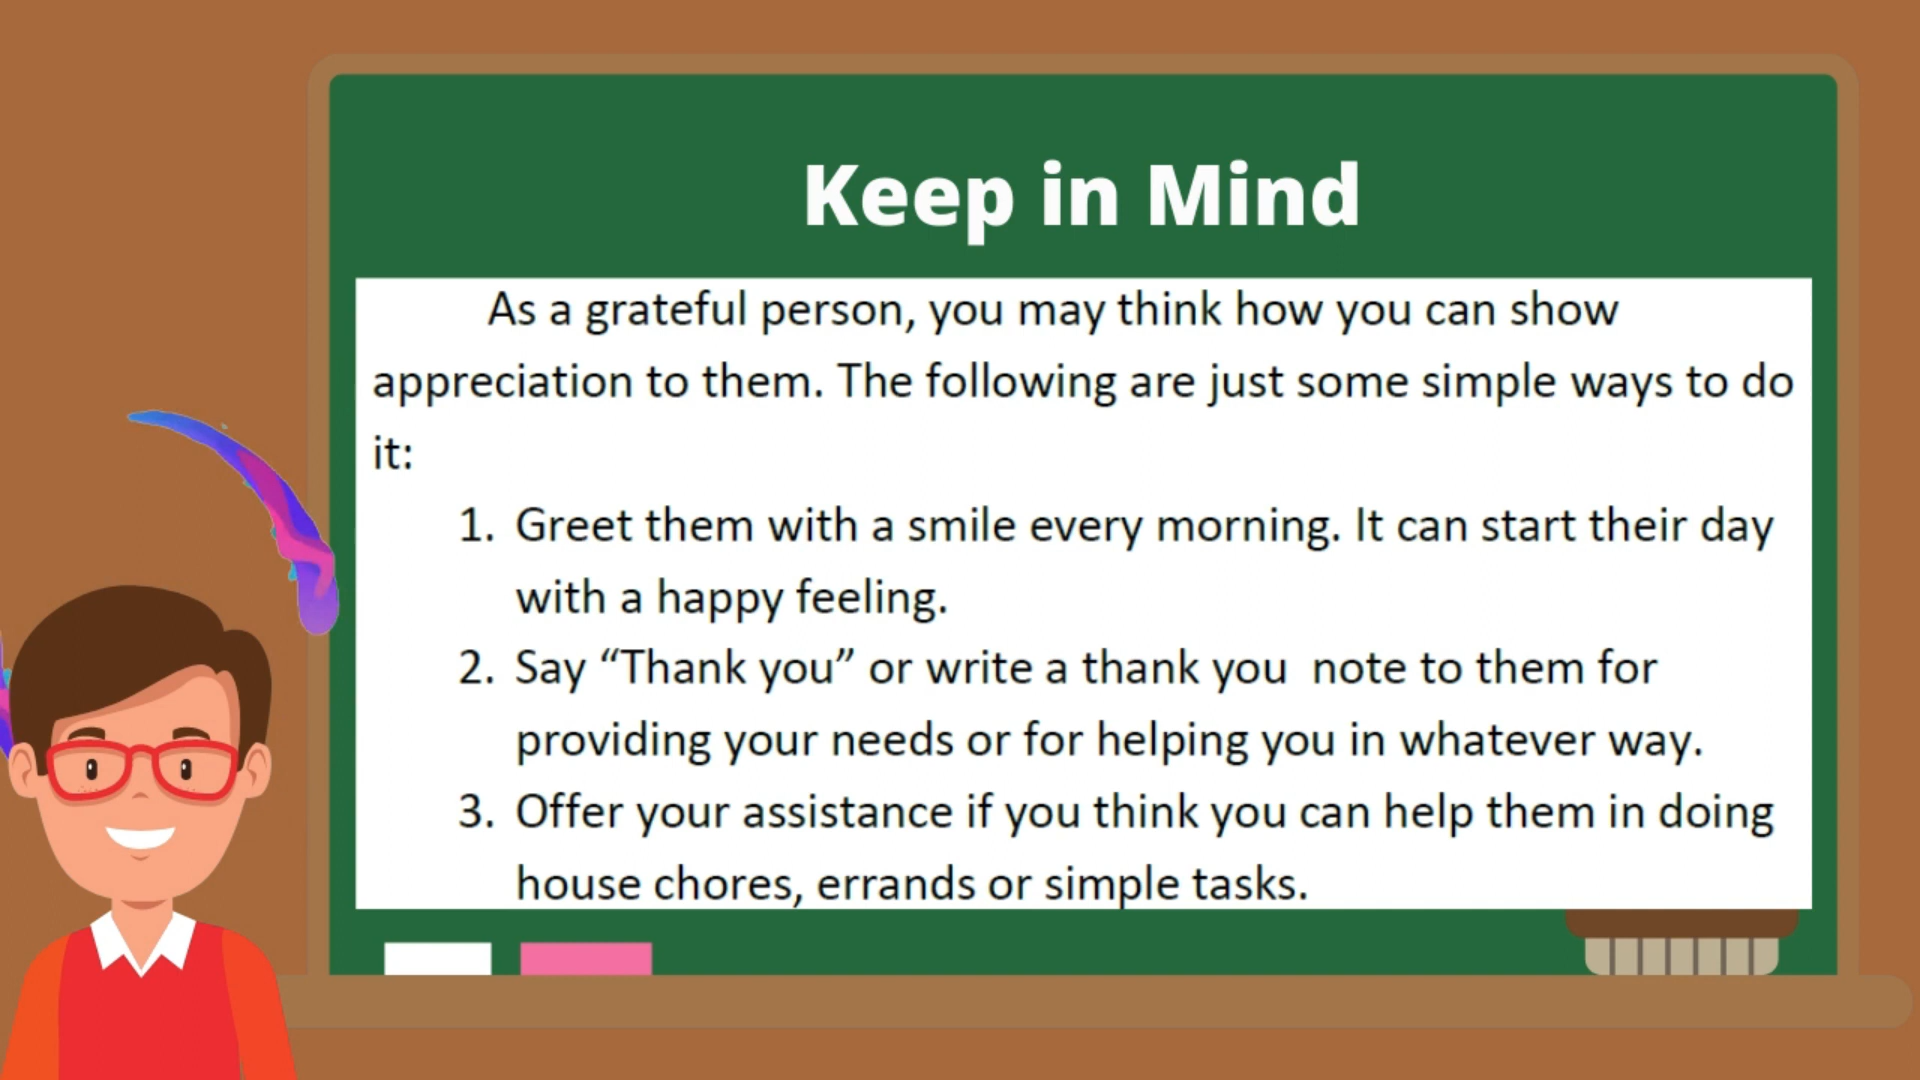 Keep in Mind
As a grateful person, you may think how you can show
appreciation to them. The following are just some simple ways to do
it:
1. Greet them with a smile every morning. It can start their day
with a happy feeling.
2. Say “Thank you” or write a thank you  note to them for
providing your needs or for helping you in whatever way.
3. Offer your assistance if you think you can help them in doing
house chores, errands or simple tasks.